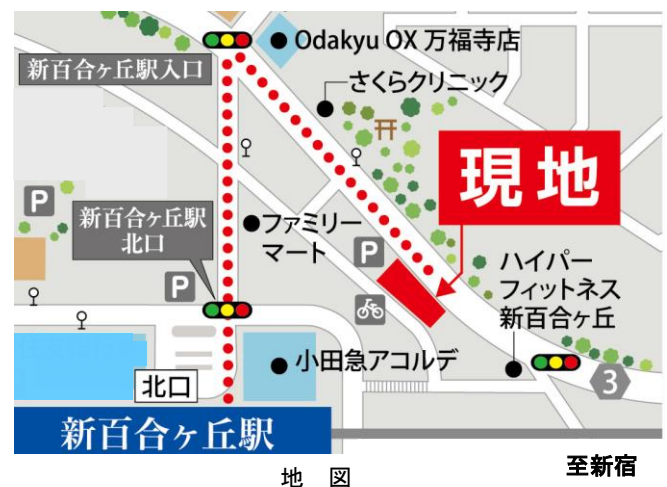 Odakyu OX 万福寺店
新百合ヶ丘駅入口
さくらクリニック
現地
P
新百合ヶ丘駅
北口
ファミリー
マート
P
P
ハイパー
フィットネス
新百合ヶ丘
小田急アコルデ
3
北口
新百合ヶ丘駅
至新宿
地 図